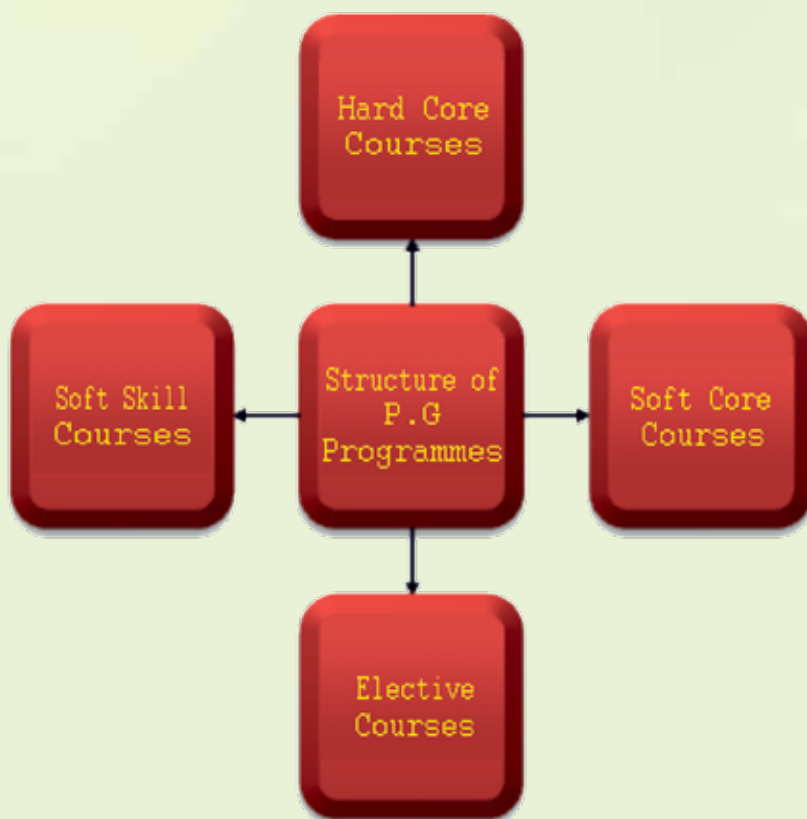 Hard Core
Courses
Soft Skill
Courses
Structure of
P.G
Programmes
Soft Core
Courses
Elective
Courses